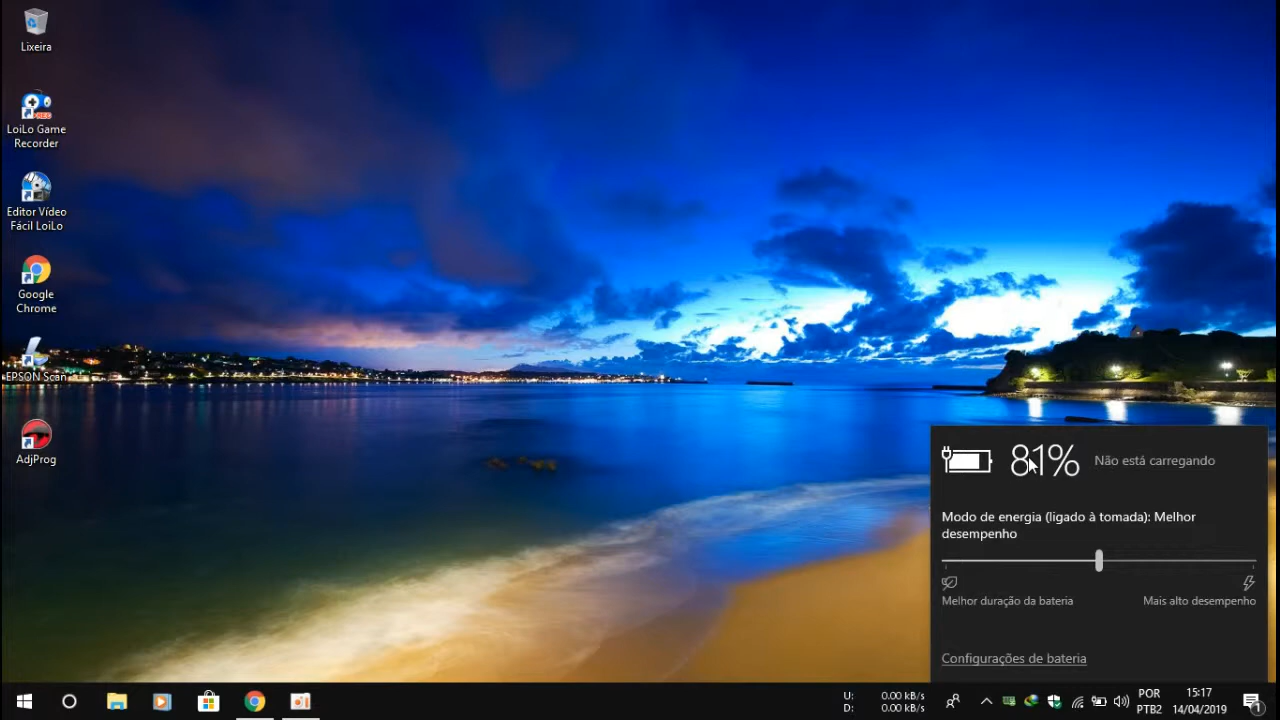 Lixeira
LoiLo Game
Recorder
Editor Vídeo
Fácil LoiLo
Google
Chrome
EPSON Scan
AdjProg
81%
Não está carregando
Modo de energia (ligado à tomada): Melhor
desempenho
Melhor duração da bateria
Mais alto desempenho
Configurações de bateria
U: 0.00 kB/s
D: 0.00 kB/s
POR
PTB2
15:17
14/04/2019
1